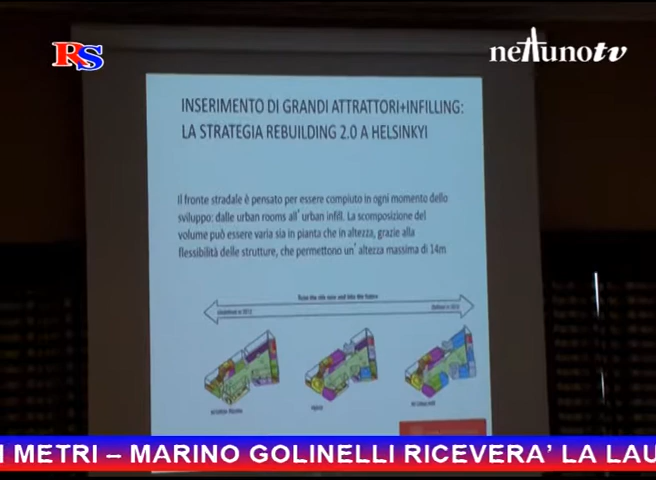 RS
nettunotv
INSERIMENTO DI GRANDI ATTRATTORI+INFILLING:
LA STRATEGIA REBUILDING 2.0 A HELSINKYI
Il fronte stradale è pensato per essere compiuto in ogni momento dello
sviluppo: dalle urban rooms all' urban infill. La scomposizione del
volume può essere varia sia in pianta che in altezza, grazie alla
flessibilità delle strutture, che permettono un' altezza massima di 14m
I METRI – MARINO GOLINELLI RICEVERA' LA LAU